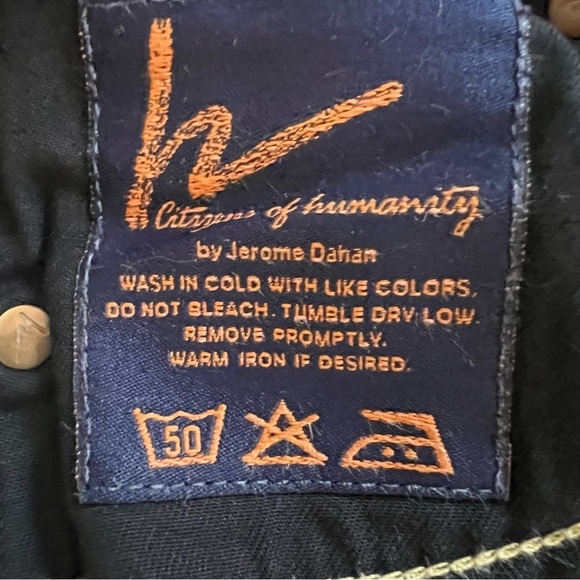 h
Citizens of humanity
by Jerome Dahan
WASH IN COLD WITH LIKE COLORS.
DO NOT BLEACH. TUMBLE DRY LOW.
REMOVE PROMPTLY.
WARM IRON IF DESIRED.
50